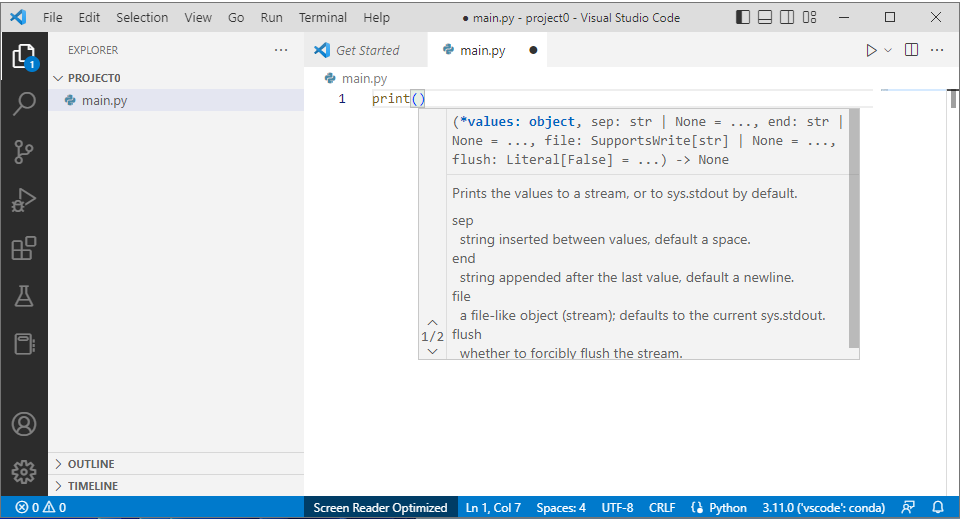 File Edit Selection View Go Run Terminal Help ● main.py - project0 - Visual Studio Code
EXPLORER
Get Started
main.py
1
PROJECT0
main.py
main.py
1 print()
(*values: object, sep: str | None = ..., end: str |
None = ..., file: SupportsWrite[str] | None = ...,
flush: Literal[False] = ...) -> None
Prints the values to a stream, or to sys.stdout by default.
sep
string inserted between values, default a space.
end
string appended after the last value, default a newline.
file
a file-like object (stream); defaults to the current sys.stdout.
1/2
flush
whether to forcibly flush the stream.
OUTLINE
TIMELINE
0 0 Screen Reader Optimized Ln 1, Col 7 Spaces: 4 UTF-8 CRLF Python 3.11.0 ('vscode': conda)